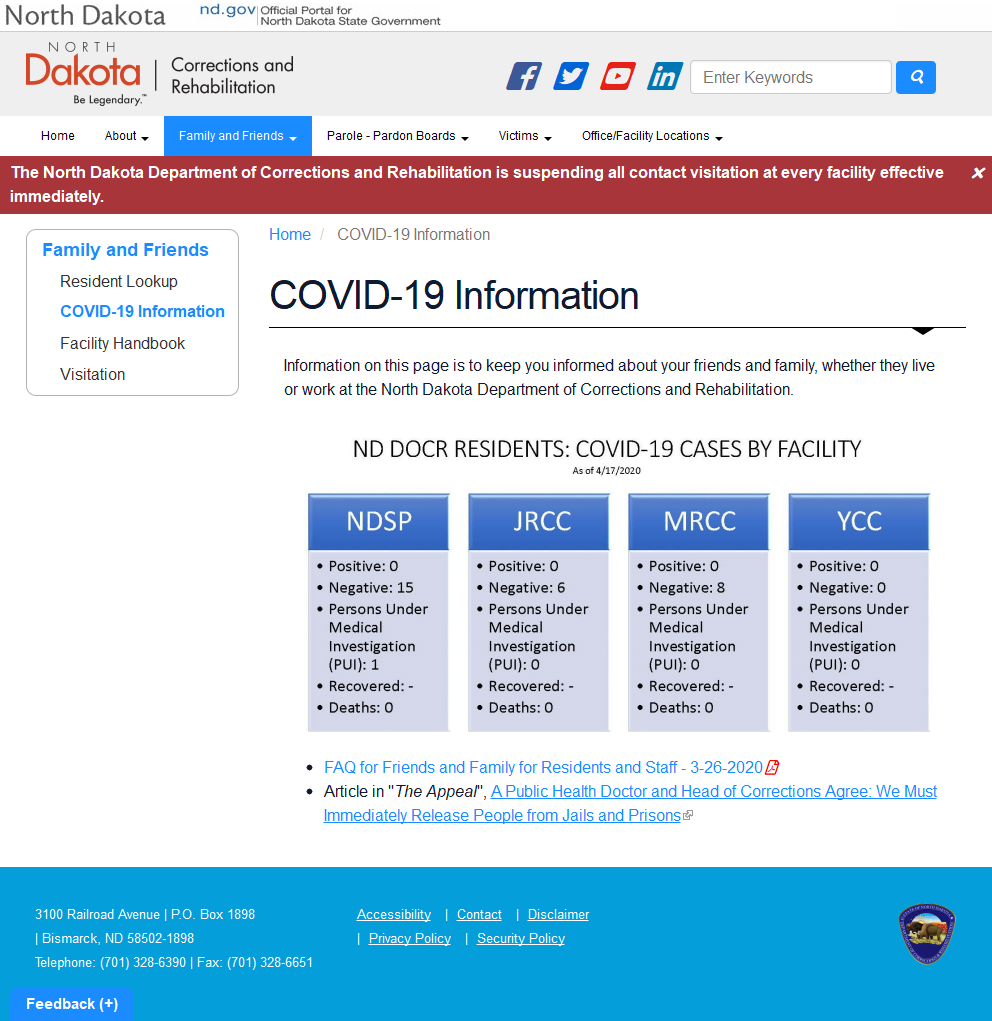 North Dakota nd.gov Official Portal for
North Dakota State Government
NORTH
Dakota
Be Legendary.™
Corrections and
Rehabilitation
Enter Keywords
Home About Family and Friends Parole - Pardon Boards Victims Office/Facility Locations
The North Dakota Department of Corrections and Rehabilitation is suspending all contact visitation at every facility effective
immediately.
Family and Friends
Resident Lookup
COVID-19 Information
Facility Handbook
Visitation
Home / COVID-19 Information
COVID-19 Information
Information on this page is to keep you informed about your friends and family, whether they live
or work at the North Dakota Department of Corrections and Rehabilitation.
ND DOCR RESIDENTS: COVID-19 CASES BY FACILITY
As of 4/17/2020
NDSP
• Positive: 0
• Negative: 15
• Persons Under
Medical
Investigation
(PUI): 1
• Recovered: -
• Deaths: 0
JRCC
• Positive: 0
• Negative: 6
• Persons Under
Medical
Investigation
(PUI): 0
• Recovered: -
• Deaths: 0
MRCC
• Positive: 0
• Negative: 8
• Persons Under
Medical
Investigation
(PUI): 0
• Recovered: -
• Deaths: 0
YCC
• Positive: 0
• Negative: 0
• Persons Under
Medical
Investigation
(PUI): 0
• Recovered: -
• Deaths: 0
• FAQ for Friends and Family for Residents and Staff - 3-26-2020
• Article in "The Appeal", A Public Health Doctor and Head of Corrections Agree: We Must
Immediately Release People from Jails and Prisons
3100 Railroad Avenue | P.O. Box 1898
| Bismarck, ND 58502-1898
Telephone: (701) 328-6390 | Fax: (701) 328-6651
Accessibility | Contact | Disclaimer
| Privacy Policy | Security Policy
Feedback (+)